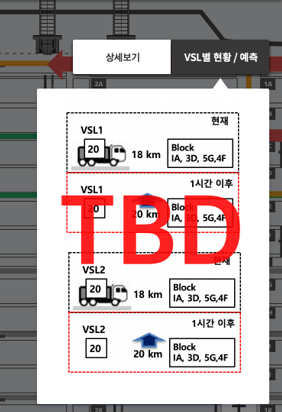 상세보기
VSL별 현황 / 예측
2A
현재
VSL1
20
18 km
Block
IA, 3D, 5G,4F
1시간 이후
VSL1
20
20 km
Block
IA, 3D, 5G,4F
TBD
현재
VSL2
20
18 km
Block
IA, 3D, 5G,4F
1시간 이후
VSL2
20
20 km
Block
IA, 3D, 5G,4F
2K